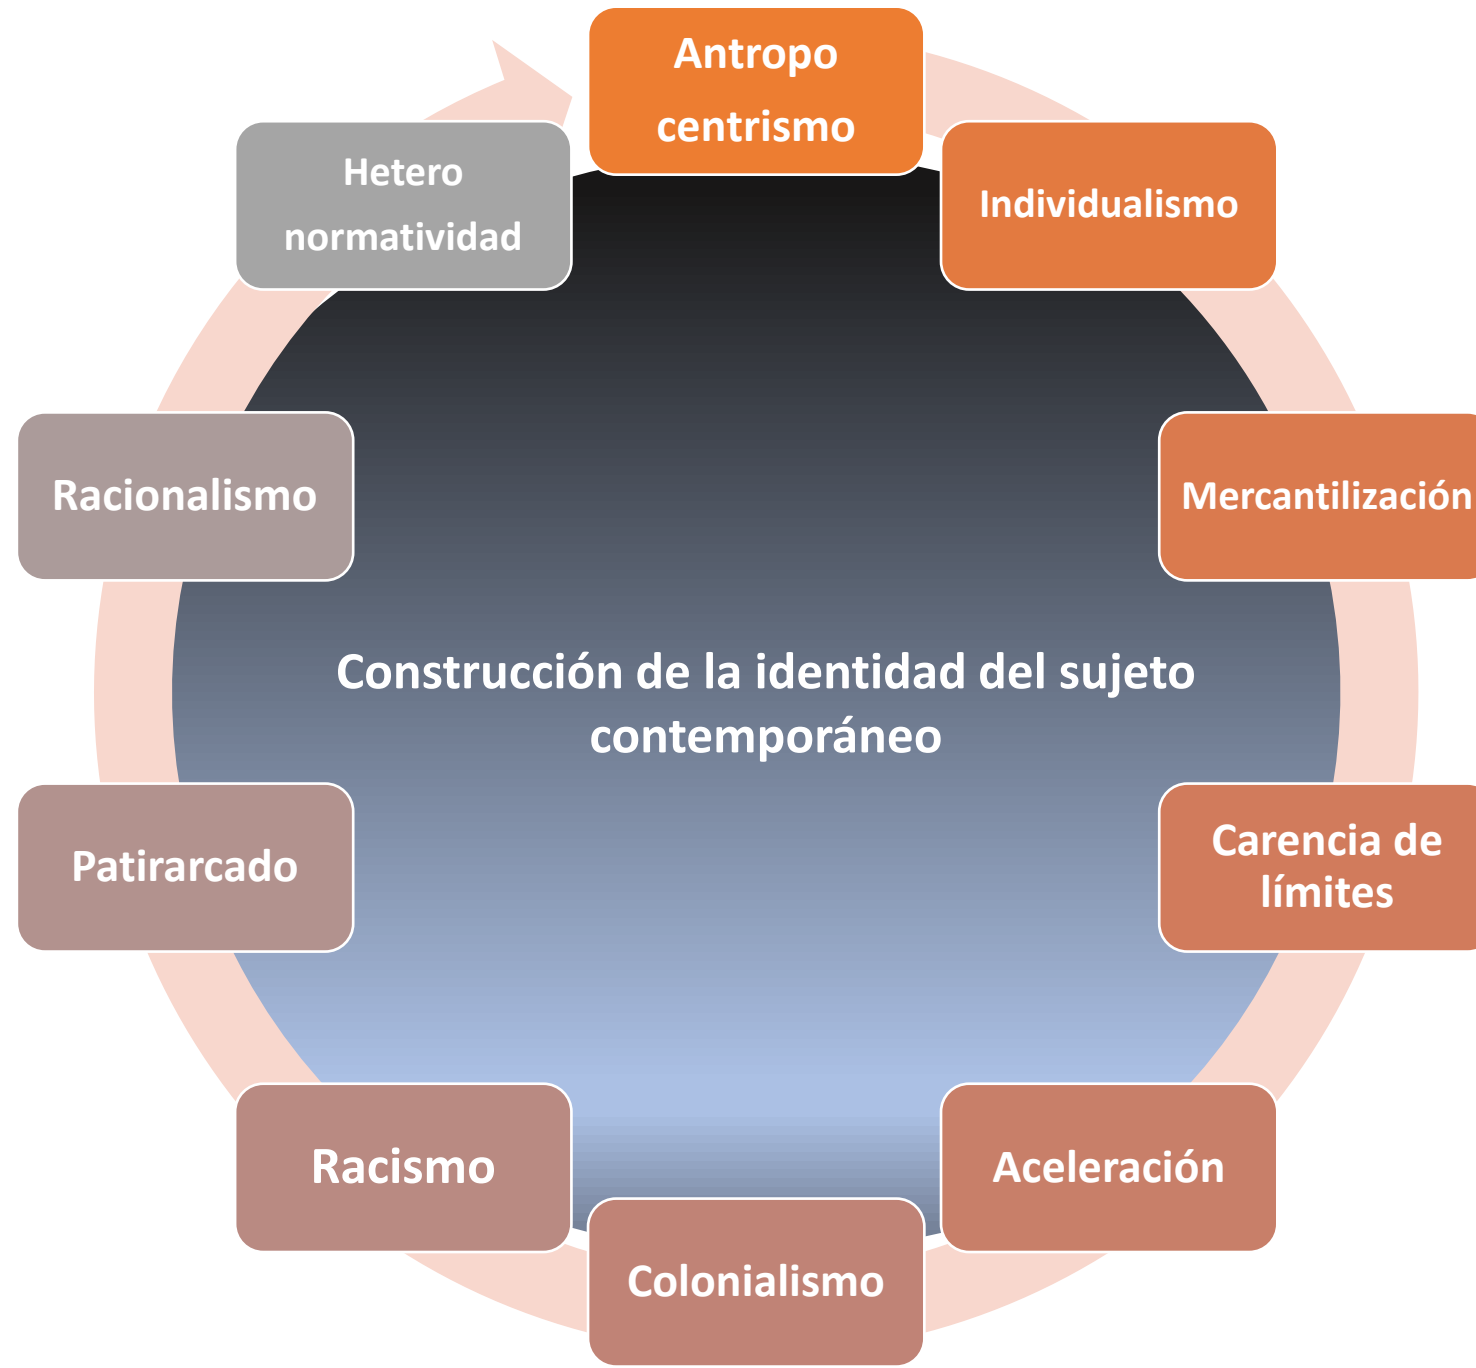 Antropo
centrismo
Individualismo
Mercantilización
Carencia de
límites
Aceleración
Colonialismo
Racismo
Patirarcado
Racionalismo
Hetero
normatividad
Construcción de la identidad del sujeto
contemporáneo